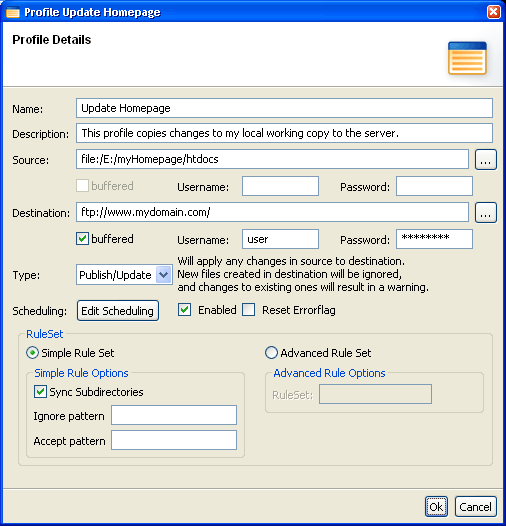 Profile Update Homepage
Profile Details
Name: Update Homepage
Description: This profile copies changes to my local working copy to the server.
Source: file:/E:/myHomepage/htdocs ...
buffered Username: Password:
Destination: ftp://www.mydomain.com/ ...
buffered Username: user Password: ********
Type: Publish/Update
Will apply any changes in source to destination.
New files created in destination will be ignored,
and changes to existing ones will result in a warning.
Scheduling: Edit Scheduling Enabled Reset Errorflag
RuleSet
Simple Rule Set Advanced Rule Set
Simple Rule Options Advanced Rule Options
Sync Subdirectories RuleSet:
Ignore pattern
Accept pattern
Ok Cancel